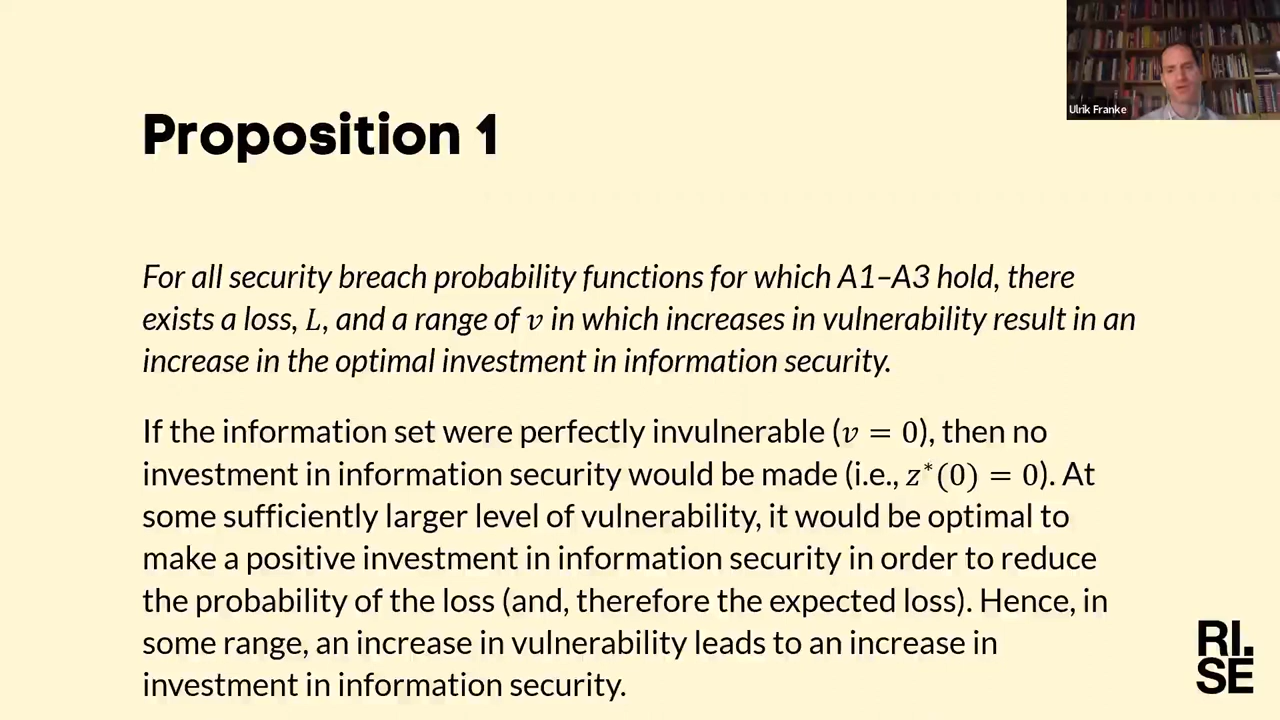 Ulrik Franke
Proposition 1
For all security breach probability functions for which A1–A3 hold, there
exists a loss, L, and a range of v in which increases in vulnerability result in an
increase in the optimal investment in information security.
If the information set were perfectly invulnerable (v = 0), then no
investment in information security would be made (i.e., z*(0) = 0). At
some sufficiently larger level of vulnerability, it would be optimal to
make a positive investment in information security in order to reduce
the probability of the loss (and, therefore the expected loss). Hence, in
some range, an increase in vulnerability leads to an increase in
investment in information security.
RI.
SE